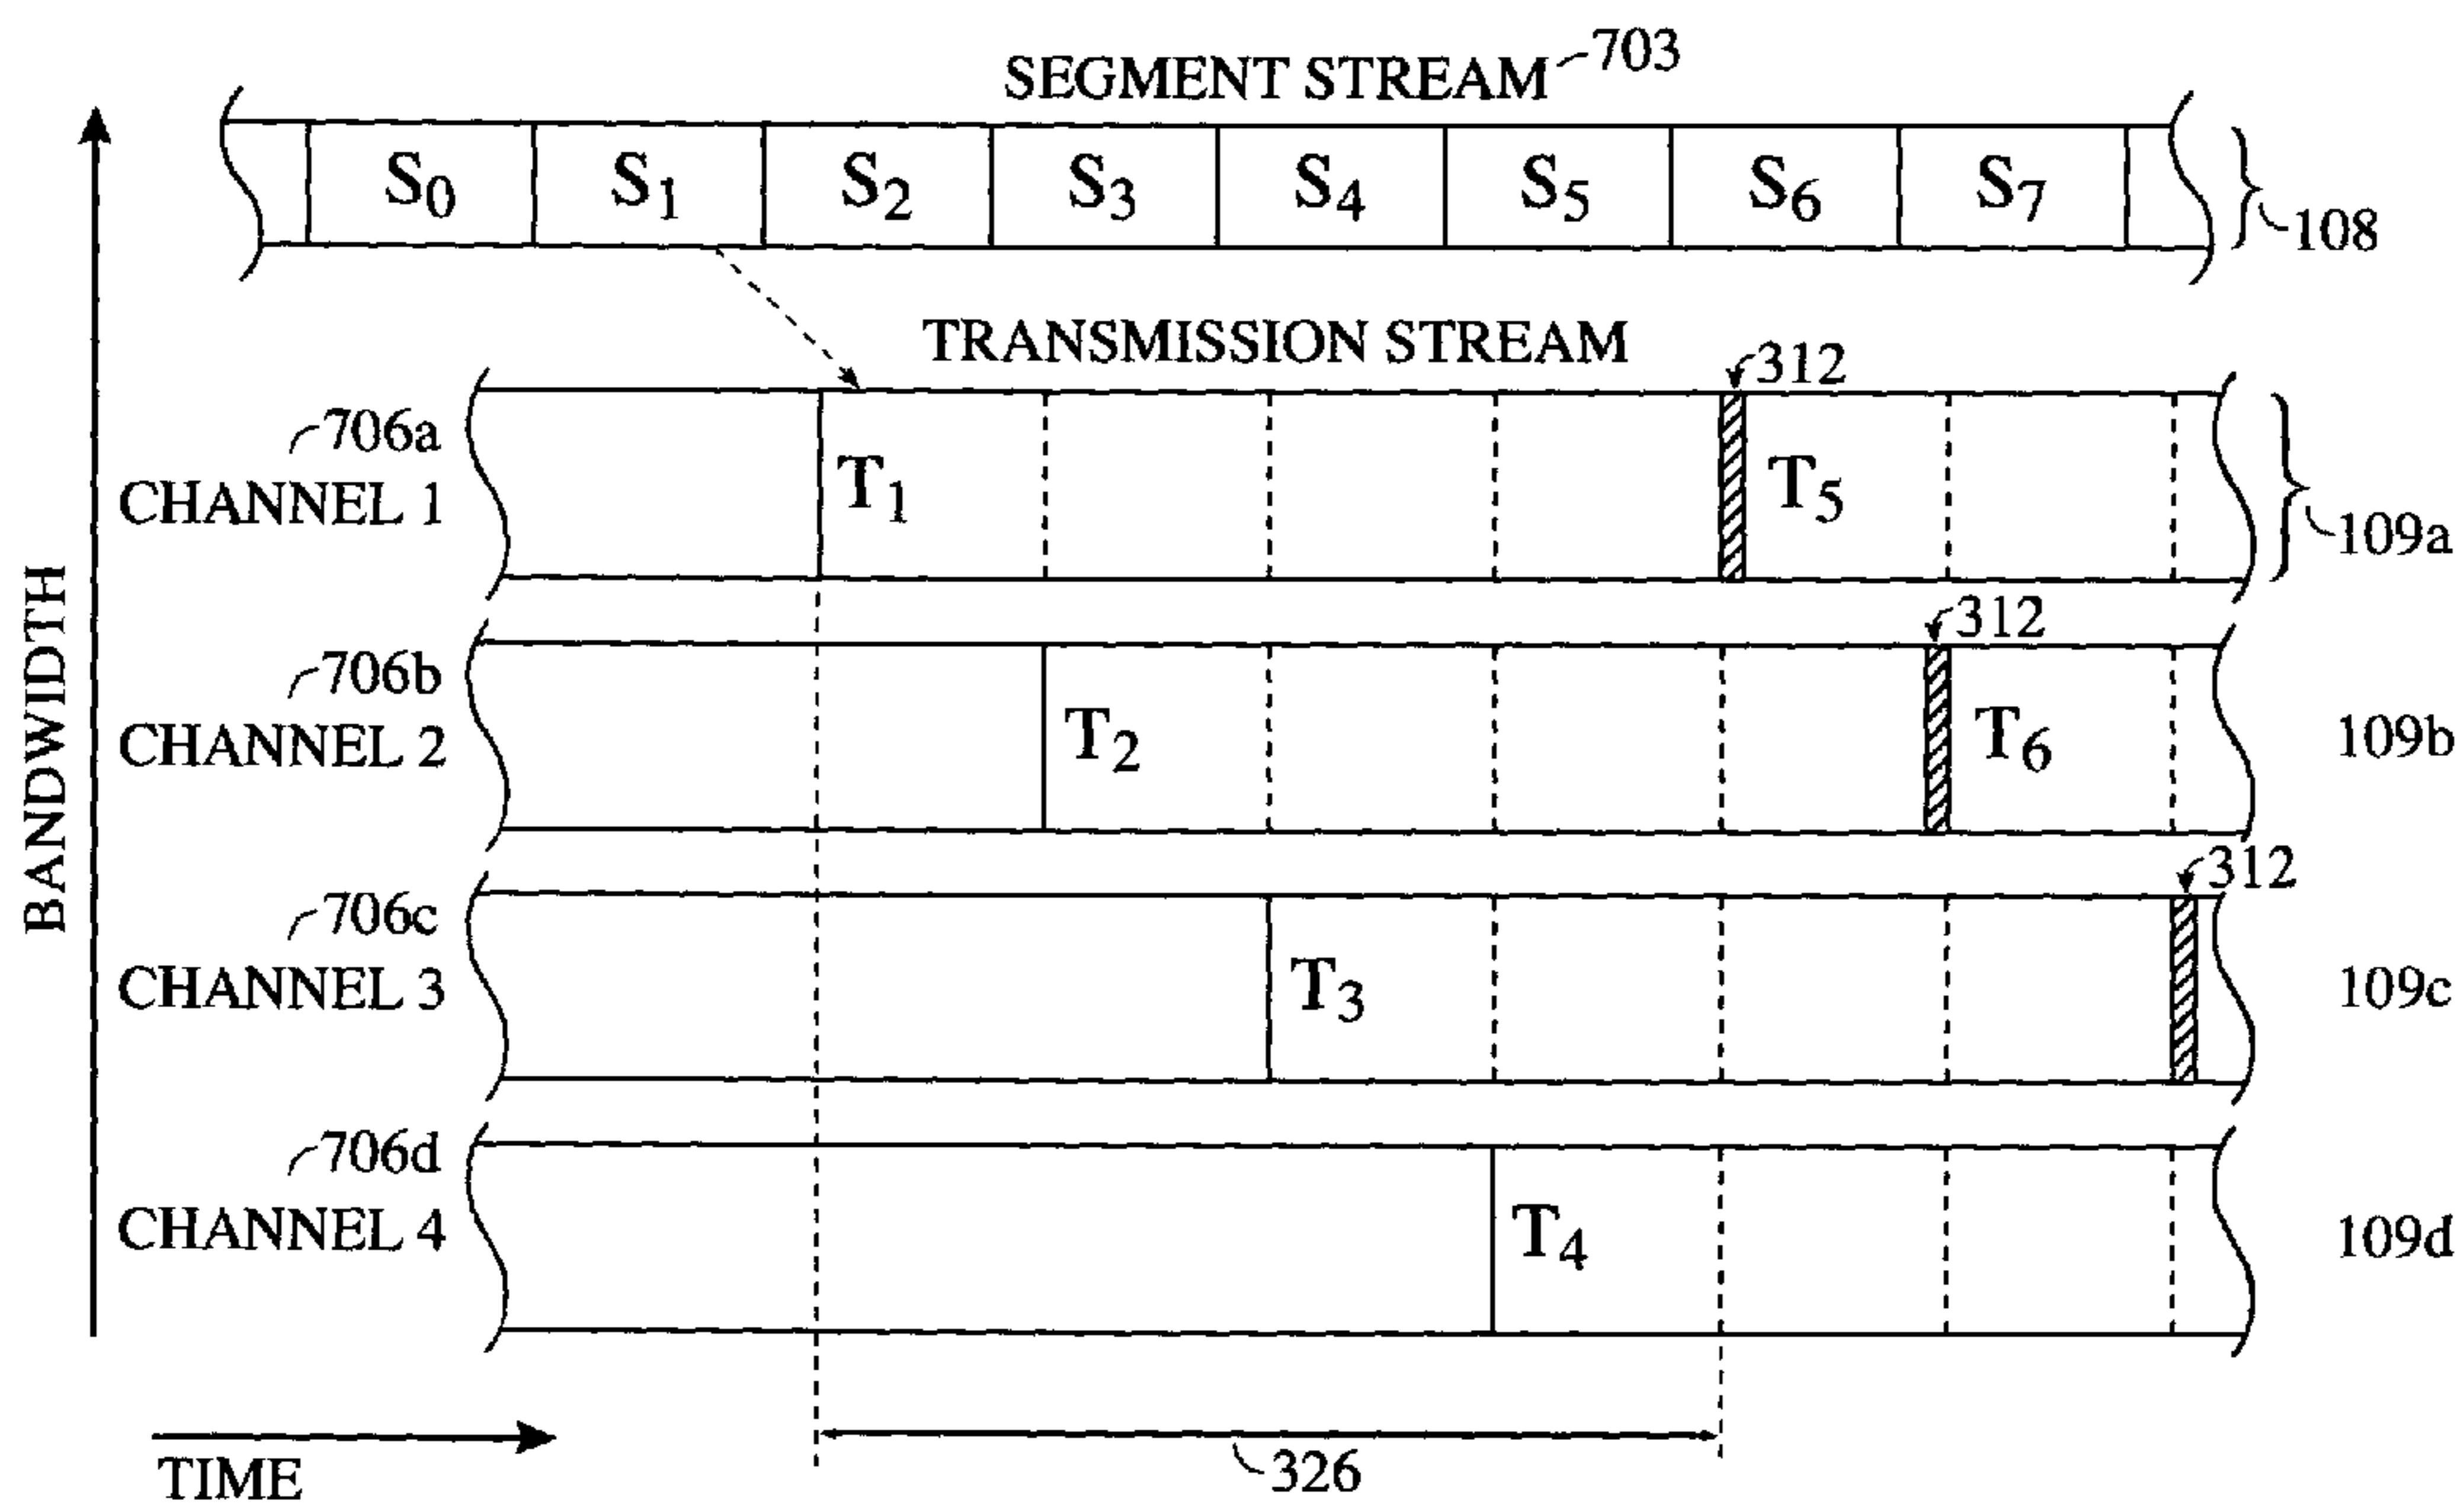 SEGMENT STREAM 703
S0 S1 S2 S3 S4 S5 S6 S7
108
TRANSMISSION STREAM
312
706a
CHANNEL 1
T1
T5
109a
312
706b
CHANNEL 2
T2
T6
109b
312
706c
CHANNEL 3
T3
109c
706d
CHANNEL 4
T4
109d
BANDWIDTH
TIME
326